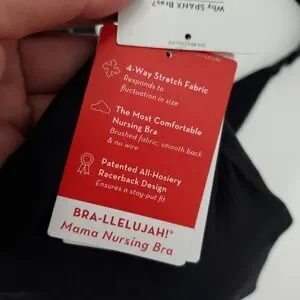 Why SPANX Bras?
4-Way Stretch Fabric
Responds to
fluctuation in size
The Most Comfortable
Nursing Bra
Brushed fabric, smooth back
& no wire
Patented All-Hosiery
Racerback Design
Ensures a stay-put fit
BRA-LLELUJAH!®
Mama Nursing Bra